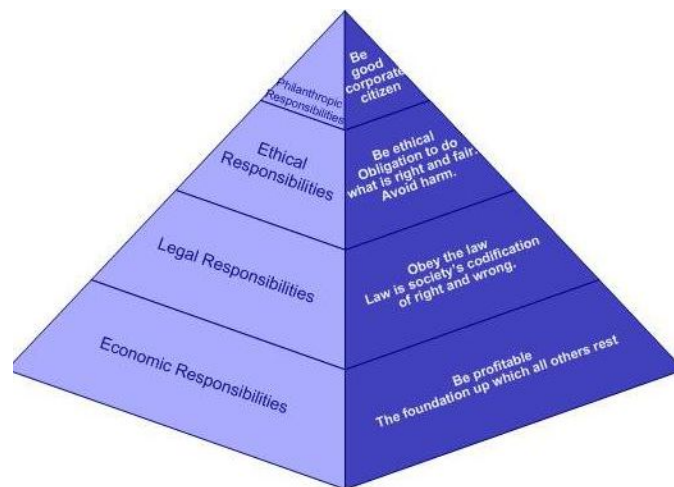 Philanthropic
Responsibilities
Be
good
corporate
citizen
Ethical
Responsibilities
Be ethical
Obligation to do
what is right and fair.
Avoid harm.
Legal Responsibilities
Obey the law
Law is society's codification
of right and wrong.
Economic Responsibilities
Be profitable
The foundation up which all others rest